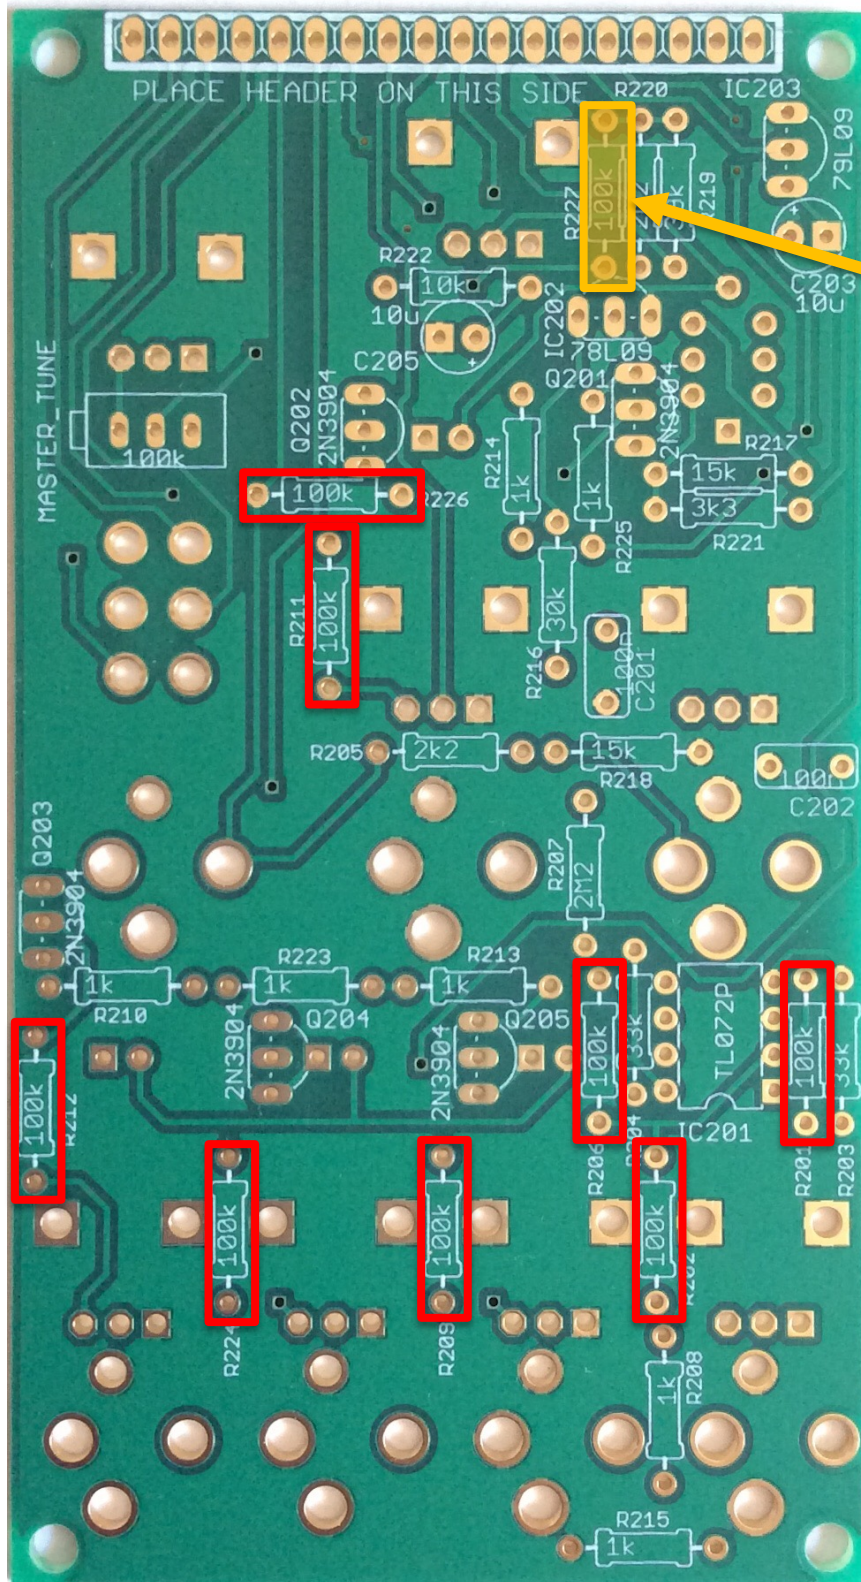 PLACE HEADER ON THIS SIDE
R220
IC203
79L09
R227
100k
R219
R222
10k
10u
C203
10u
IC202
78L09
C205
MASTER_TUNE
100k
Q202
2N3904
Q201
2N3904
R214
1k
1k
R225
R217
15k
3k3
R221
100k
R226
R211
100k
30k
R216
100n
C201
R205
2k2
15k
R218
100n
C202
Q203
2N3904
R207
2M2
R223
R213
1k
1k
1k
R210
2N3904
Q204
2N3904
Q205
100k
33k
TL072P
100k
33k
100k
R212
R206
R204
IC201
R201
R203
100k
R224
100k
R209
100k
R202
1k
R208
R215
1k